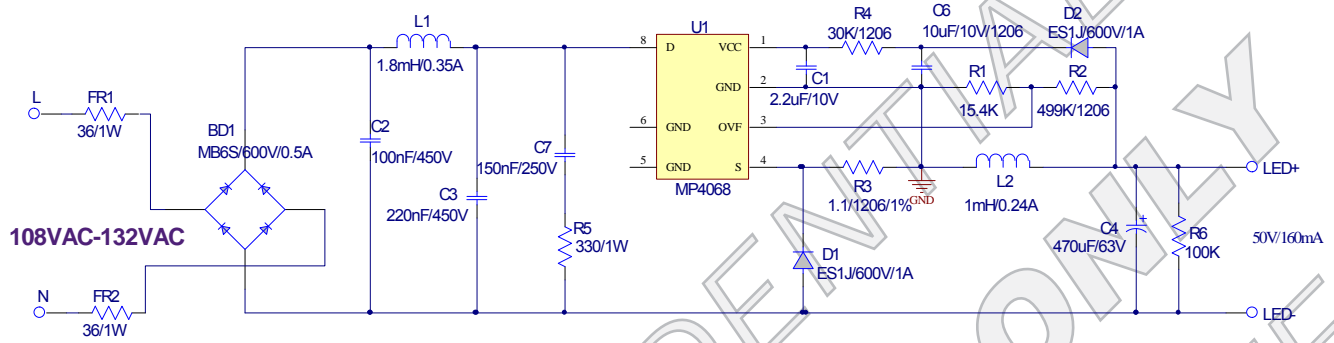 L1
1.8mH/0.35A
U1
8
D
VCC
1
GND
2
6
GND
OVF
3
5
GND
S
4
MP4068
R4
30K/1206
C6
10uF/10V/1206
D2
ES1J/600V/1A
C1
2.2uF/10V
R1
15.4K
R2
499K/1206
L
FR1
36/1W
BD1
MB6S/600V/0.5A
C2
100nF/450V
C7
150nF/250V
C3
220nF/450V
R5
330/1W
R3
1.1/1206/1%
GND
L2
1mH/0.24A
LED+
108VAC-132VAC
D1
ES1J/600V/1A
C4
470uF/63V
+
R6
100K
50V/160mA
N
FR2
36/1W
LED-
ENTIAL
ONLY